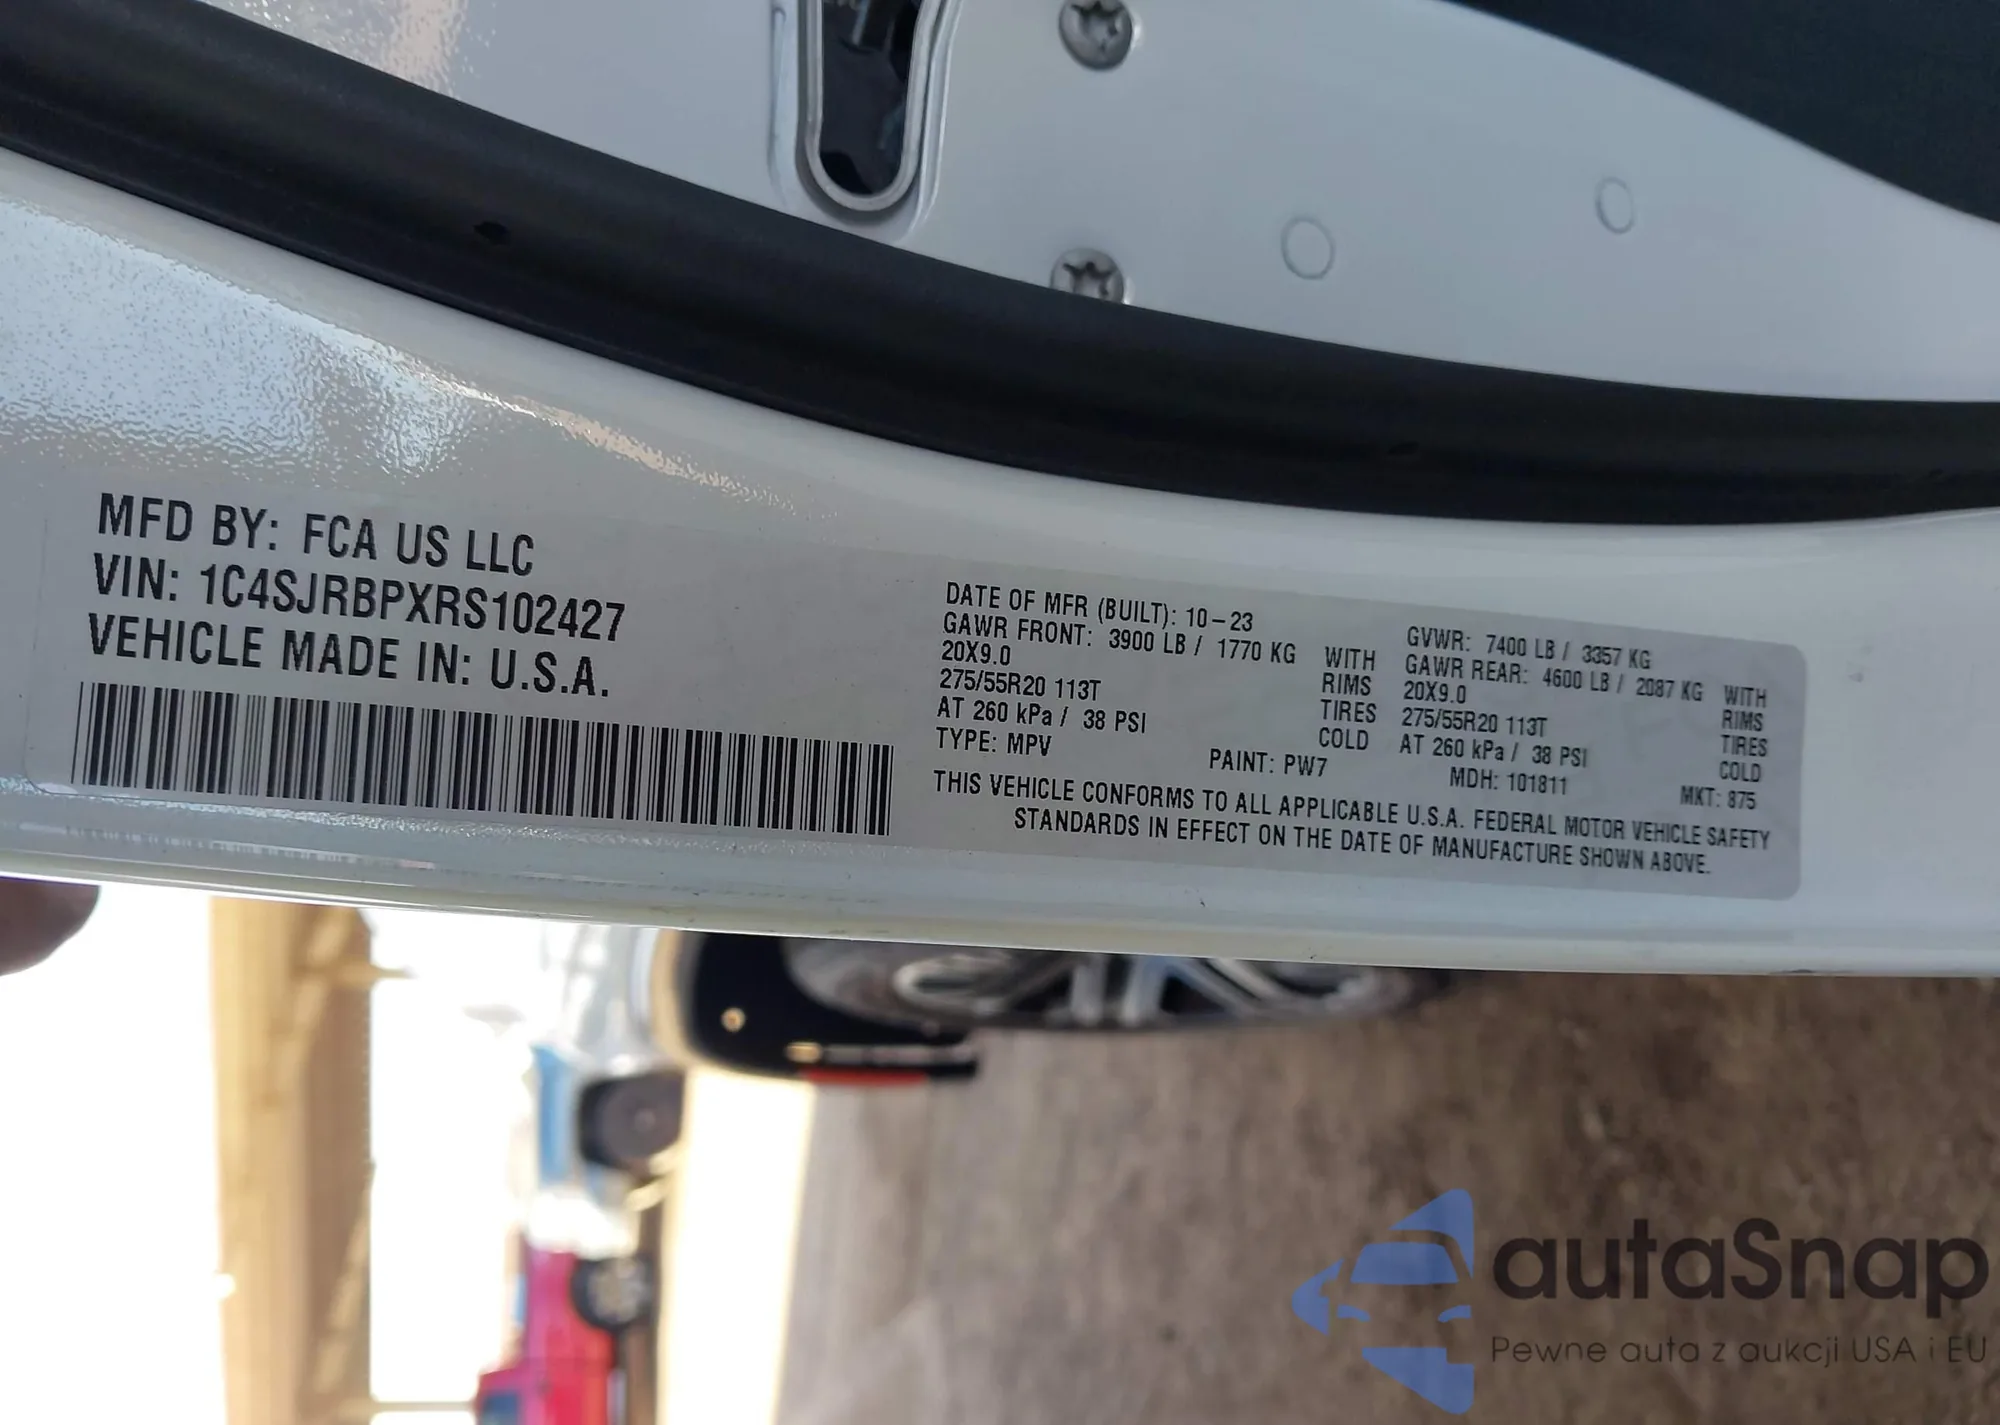 MFD BY: FCA US LLC
VIN: 1C4SJRBPXRS102427
VEHICLE MADE IN: U.S.A.
DATE OF MFR (BUILT): 10-23 GVWR: 7400 LB / 3357 KG
GAWR FRONT: 3900 LB / 1770 KG WITH GAWR REAR: 4600 LB / 2087 KG WITH
20X9.0 RIMS 20X9.0 RIMS
275/55R20 113T TIRES 275/55R20 113T TIRES
AT 260 kPa / 38 PSI COLD AT 260 kPa / 38 PSI COLD
TYPE: MPV PAINT: PW7 MDH: 101811 MKT: 875
THIS VEHICLE CONFORMS TO ALL APPLICABLE U.S.A. FEDERAL MOTOR VEHICLE SAFETY
STANDARDS IN EFFECT ON THE DATE OF MANUFACTURE SHOWN ABOVE.
autaSnap
Pewne auta z aukcji USA i EU